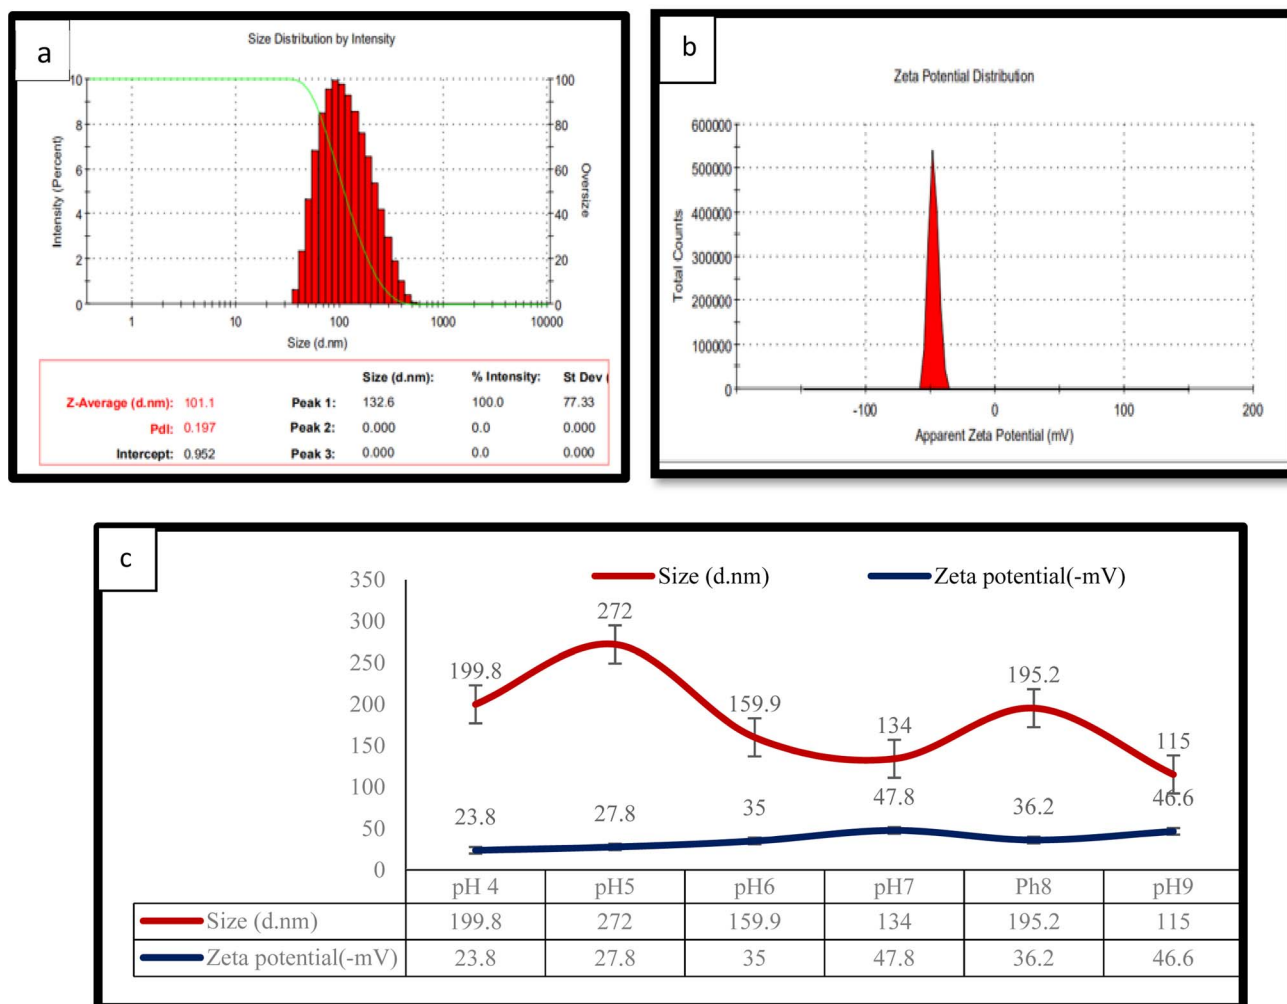 a
Size Distribution by Intensity
10
8
6
4
2
0
Intensity (Percent)
100
80
60
40
20
0
Oversize
1 10 100 1000 10000
Size (d.nm)
Size (d.nm): % Intensity: St Dev (
Z-Average (d.nm): 101.1 Peak 1: 132.6 100.0 77.33
PdI: 0.197 Peak 2: 0.000 0.0 0.000
Intercept: 0.952 Peak 3: 0.000 0.0 0.000
b
Zeta Potential Distribution
600000
500000
400000
300000
200000
100000
0
Total Counts
-100 0 100 200
Apparent Zeta Potential (mV)
c
Size (d.nm) Zeta potential(-mV)
350
300
250
200
150
100
50
0
199.8 272 159.9 134 195.2 115
23.8 27.8 35 47.8 36.2 46.6
pH 4 pH5 pH6 pH7 Ph8 pH9
Size (d.nm) 199.8 272 159.9 134 195.2 115
Zeta potential(-mV) 23.8 27.8 35 47.8 36.2 46.6